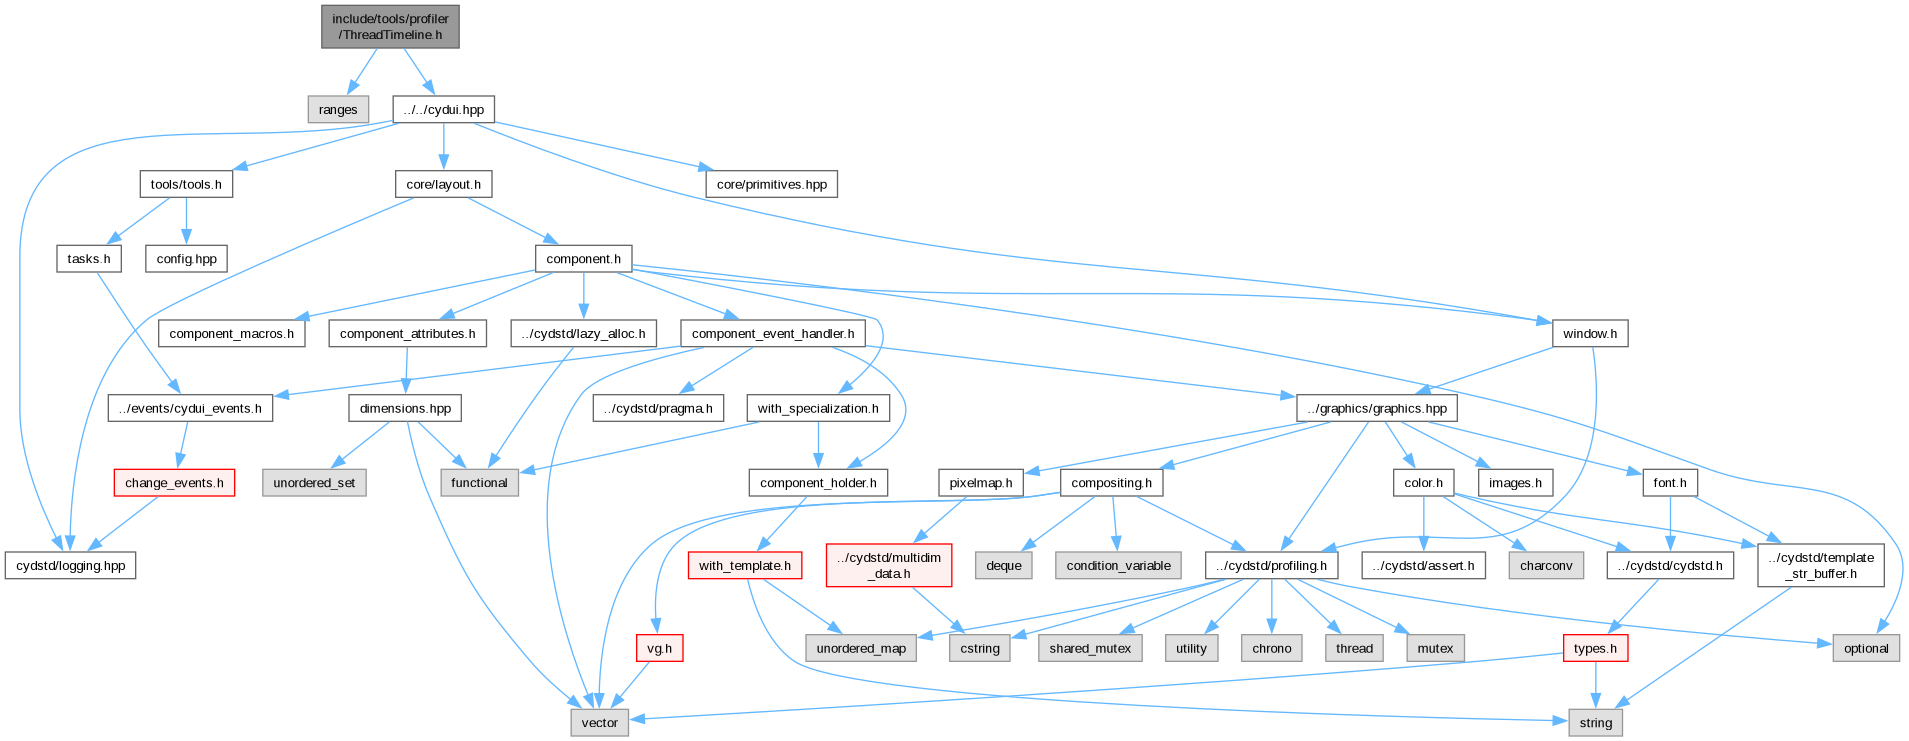 include/tools/profiler
/ThreadTimeline.h
ranges
../../cydui.hpp
tools/tools.h
core/layout.h
core/primitives.hpp
tasks.h
config.hpp
component.h
component_macros.h
component_attributes.h
../cydstd/lazy_alloc.h
component_event_handler.h
window.h
../events/cydui_events.h
dimensions.hpp
../cydstd/pragma.h
with_specialization.h
../graphics/graphics.hpp
change_events.h
unordered_set
functional
component_holder.h
pixelmap.h
compositing.h
color.h
images.h
font.h
cydstd/logging.hpp
with_template.h
../cydstd/multidim
_data.h
deque
condition_variable
../cydstd/profiling.h
../cydstd/assert.h
charconv
../cydstd/cydstd.h
../cydstd/template
_str_buffer.h
vg.h
unordered_map
cstring
shared_mutex
utility
chrono
thread
mutex
types.h
optional
vector
string